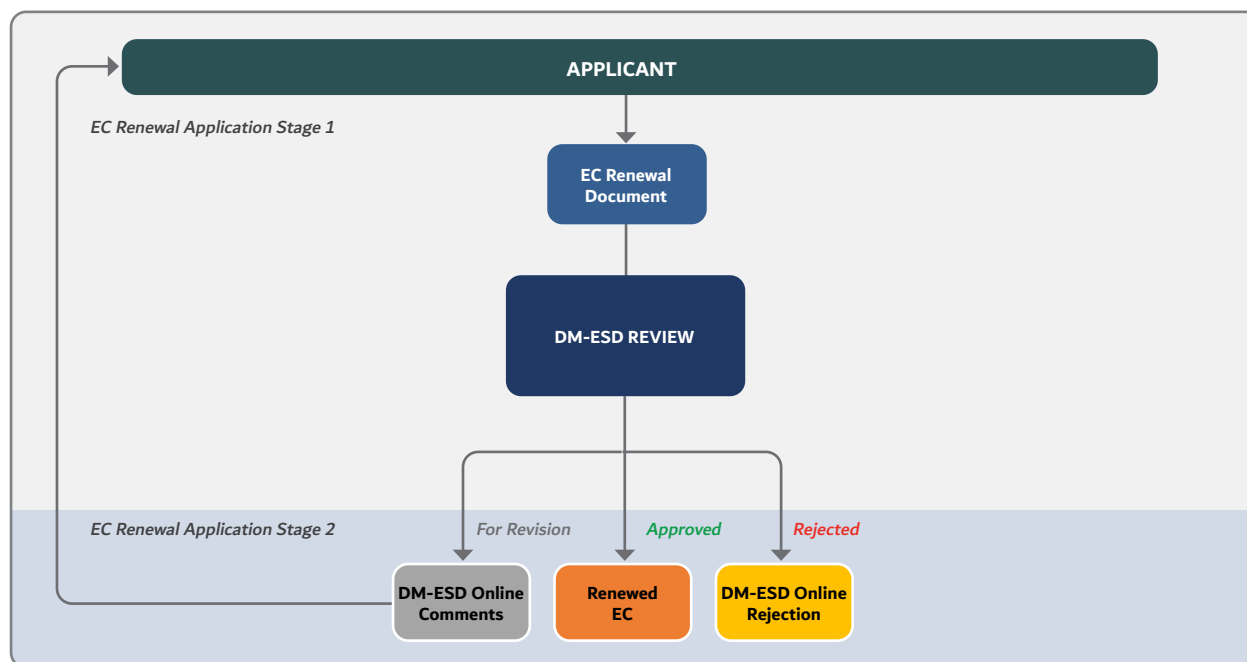 APPLICANT
EC Renewal Application Stage 1
EC Renewal
Document
DM-ESD REVIEW
EC Renewal Application Stage 2
For Revision
Approved
Rejected
DM-ESD Online
Comments
Renewed
EC
DM-ESD Online
Rejection